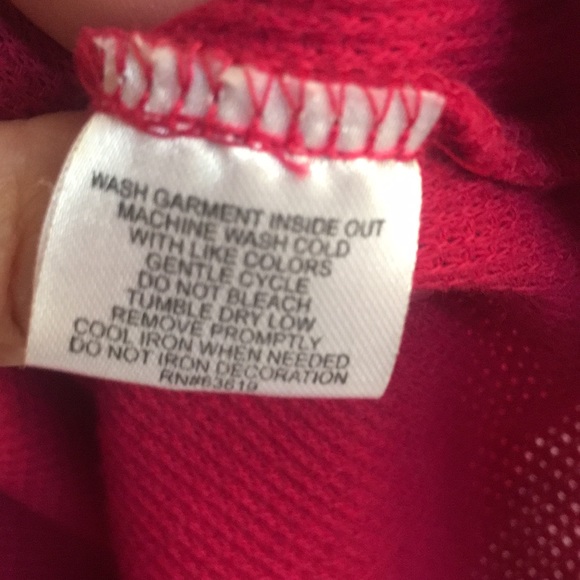 WASH GARMENT INSIDE OUT
MACHINE WASH COLD
WITH LIKE COLORS
GENTLE CYCLE
DO NOT BLEACH
TUMBLE DRY LOW
REMOVE PROMPTLY
COOL IRON WHEN NEEDED
DO NOT IRON DECORATION
RN#63619